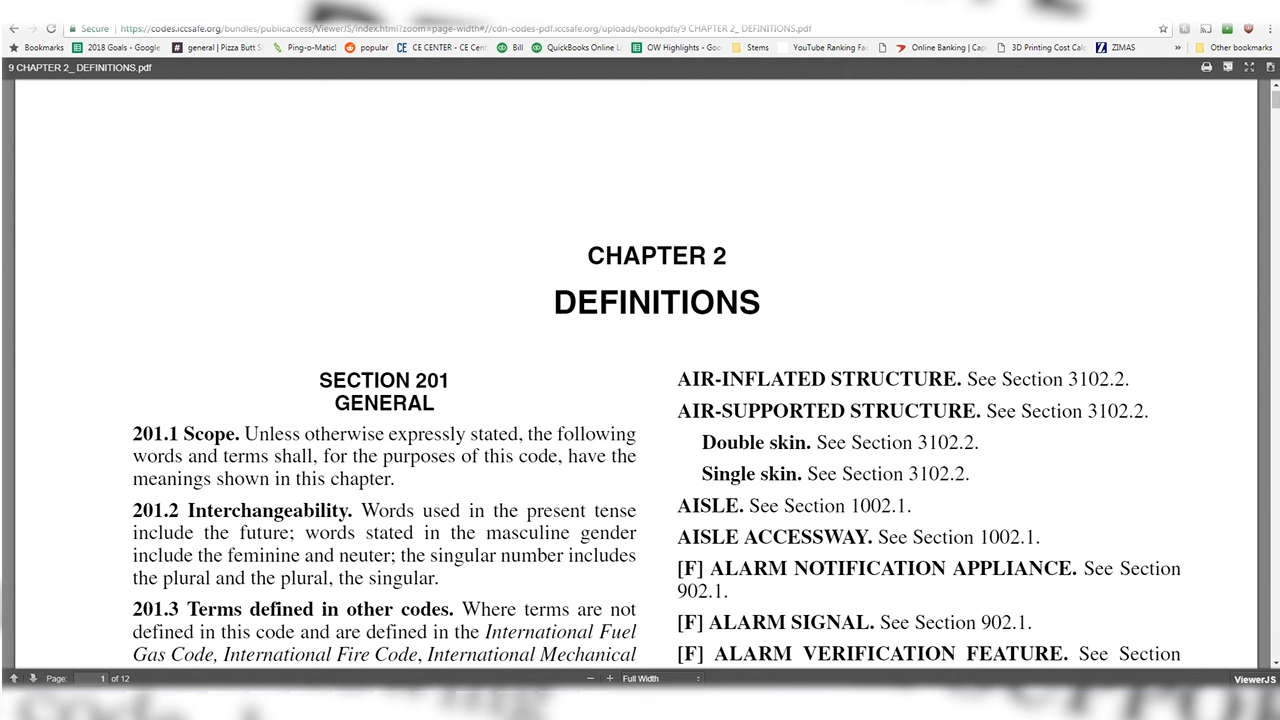 Secure https://codes.iccsafe.org/bundles/publicaccess/ViewerJS/index.html?zoom=page-width#//cdn-codes-pdf.iccsafe.org/uploads/bookpdfs/9 CHAPTER 2_ DEFINITIONS.pdf
Bookmarks 2018 Goals - Google general | Pizza Butt S Ping-o-Matic! popular CE CENTER - CE Cent Bill QuickBooks Online L OW Highlights - Goo Stems YouTube Ranking Fa Online Banking | Cap 3D Printing Cost Calc ZIMAS » Other bookmarks
9 CHAPTER 2_ DEFINITIONS.pdf
CHAPTER 2
DEFINITIONS
SECTION 201
GENERAL
201.1 Scope. Unless otherwise expressly stated, the following
words and terms shall, for the purposes of this code, have the
meanings shown in this chapter.
201.2 Interchangeability. Words used in the present tense
include the future; words stated in the masculine gender
include the feminine and neuter; the singular number includes
the plural and the plural, the singular.
201.3 Terms defined in other codes. Where terms are not
defined in this code and are defined in the International Fuel
Gas Code, International Fire Code, International Mechanical
AIR-INFLATED STRUCTURE. See Section 3102.2.
AIR-SUPPORTED STRUCTURE. See Section 3102.2.
Double skin. See Section 3102.2.
Single skin. See Section 3102.2.
AISLE. See Section 1002.1.
AISLE ACCESSWAY. See Section 1002.1.
[F] ALARM NOTIFICATION APPLIANCE. See Section
902.1.
[F] ALARM SIGNAL. See Section 902.1.
[F] ALARM VERIFICATION FEATURE. See Section
Page: 1 of 12 Full Width ViewerJS